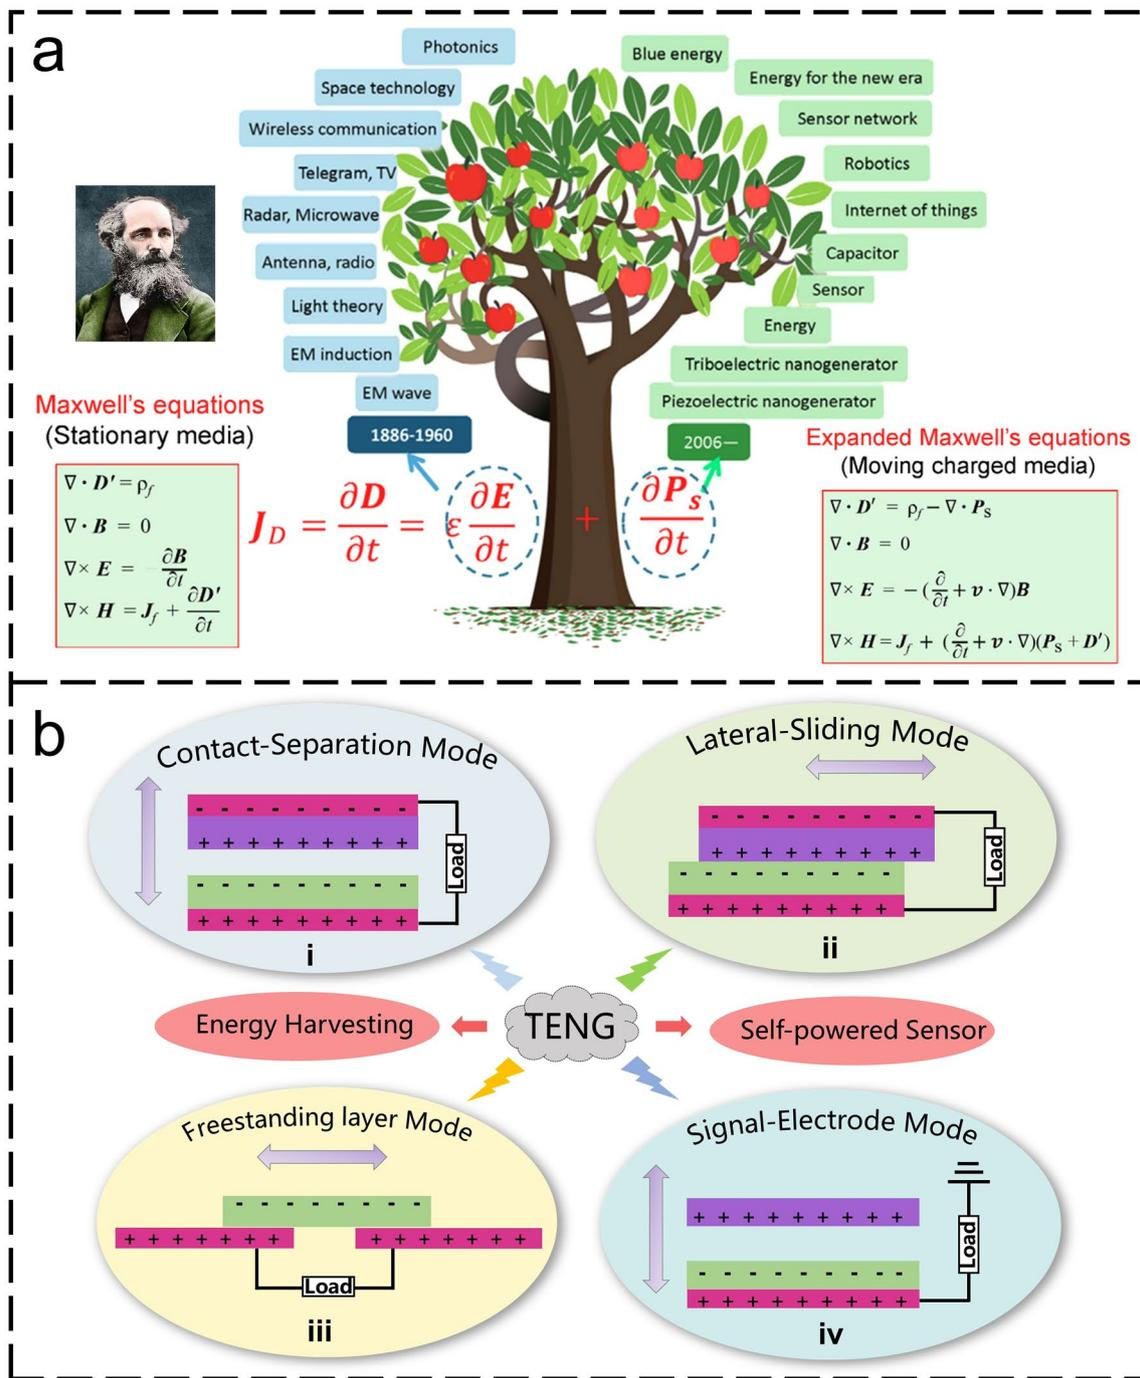 a
Photonics
Space technology
Wireless communication
Telegram, TV
Radar, Microwave
Antenna, radio
Light theory
EM induction
EM wave
1886-1960
Blue energy
Energy for the new era
Sensor network
Robotics
Internet of things
Capacitor
Sensor
Energy
Triboelectric nanogenerator
Piezoelectric nanogenerator
2006—
Maxwell's equations
(Stationary media)
∇ · D′ = ρf
∇ · B = 0
∇× E = - ∂B/∂t
∇× H = Jf + ∂D′/∂t
J_D = ∂D/∂t = ε ∂E/∂t + ∂P_s/∂t
Expanded Maxwell's equations
(Moving charged media)
∇ · D′ = ρf − ∇ · P_S
∇ · B = 0
∇× E = −(∂/∂t + v · ∇)B
∇× H = Jf + (∂/∂t + v · ∇)(P_S + D′)
b
Contact-Separation Mode
- - - - - - - - -
+ + + + + + + + +
- - - - - - - - -
+ + + + + + + + +
Load
i
Lateral-Sliding Mode
- - - - - - - - -
+ + + + + + + + +
- - - - - - - - -
+ + + + + + + + +
Load
ii
Energy Harvesting
TENG
Self-powered Sensor
Freestanding layer Mode
- - - - - - - -
+ + + + + + + + + + + + + +
Load
iii
Signal-Electrode Mode
+ + + + + + + + +
- - - - - - - - -
+ + + + + + + + +
Load
iv